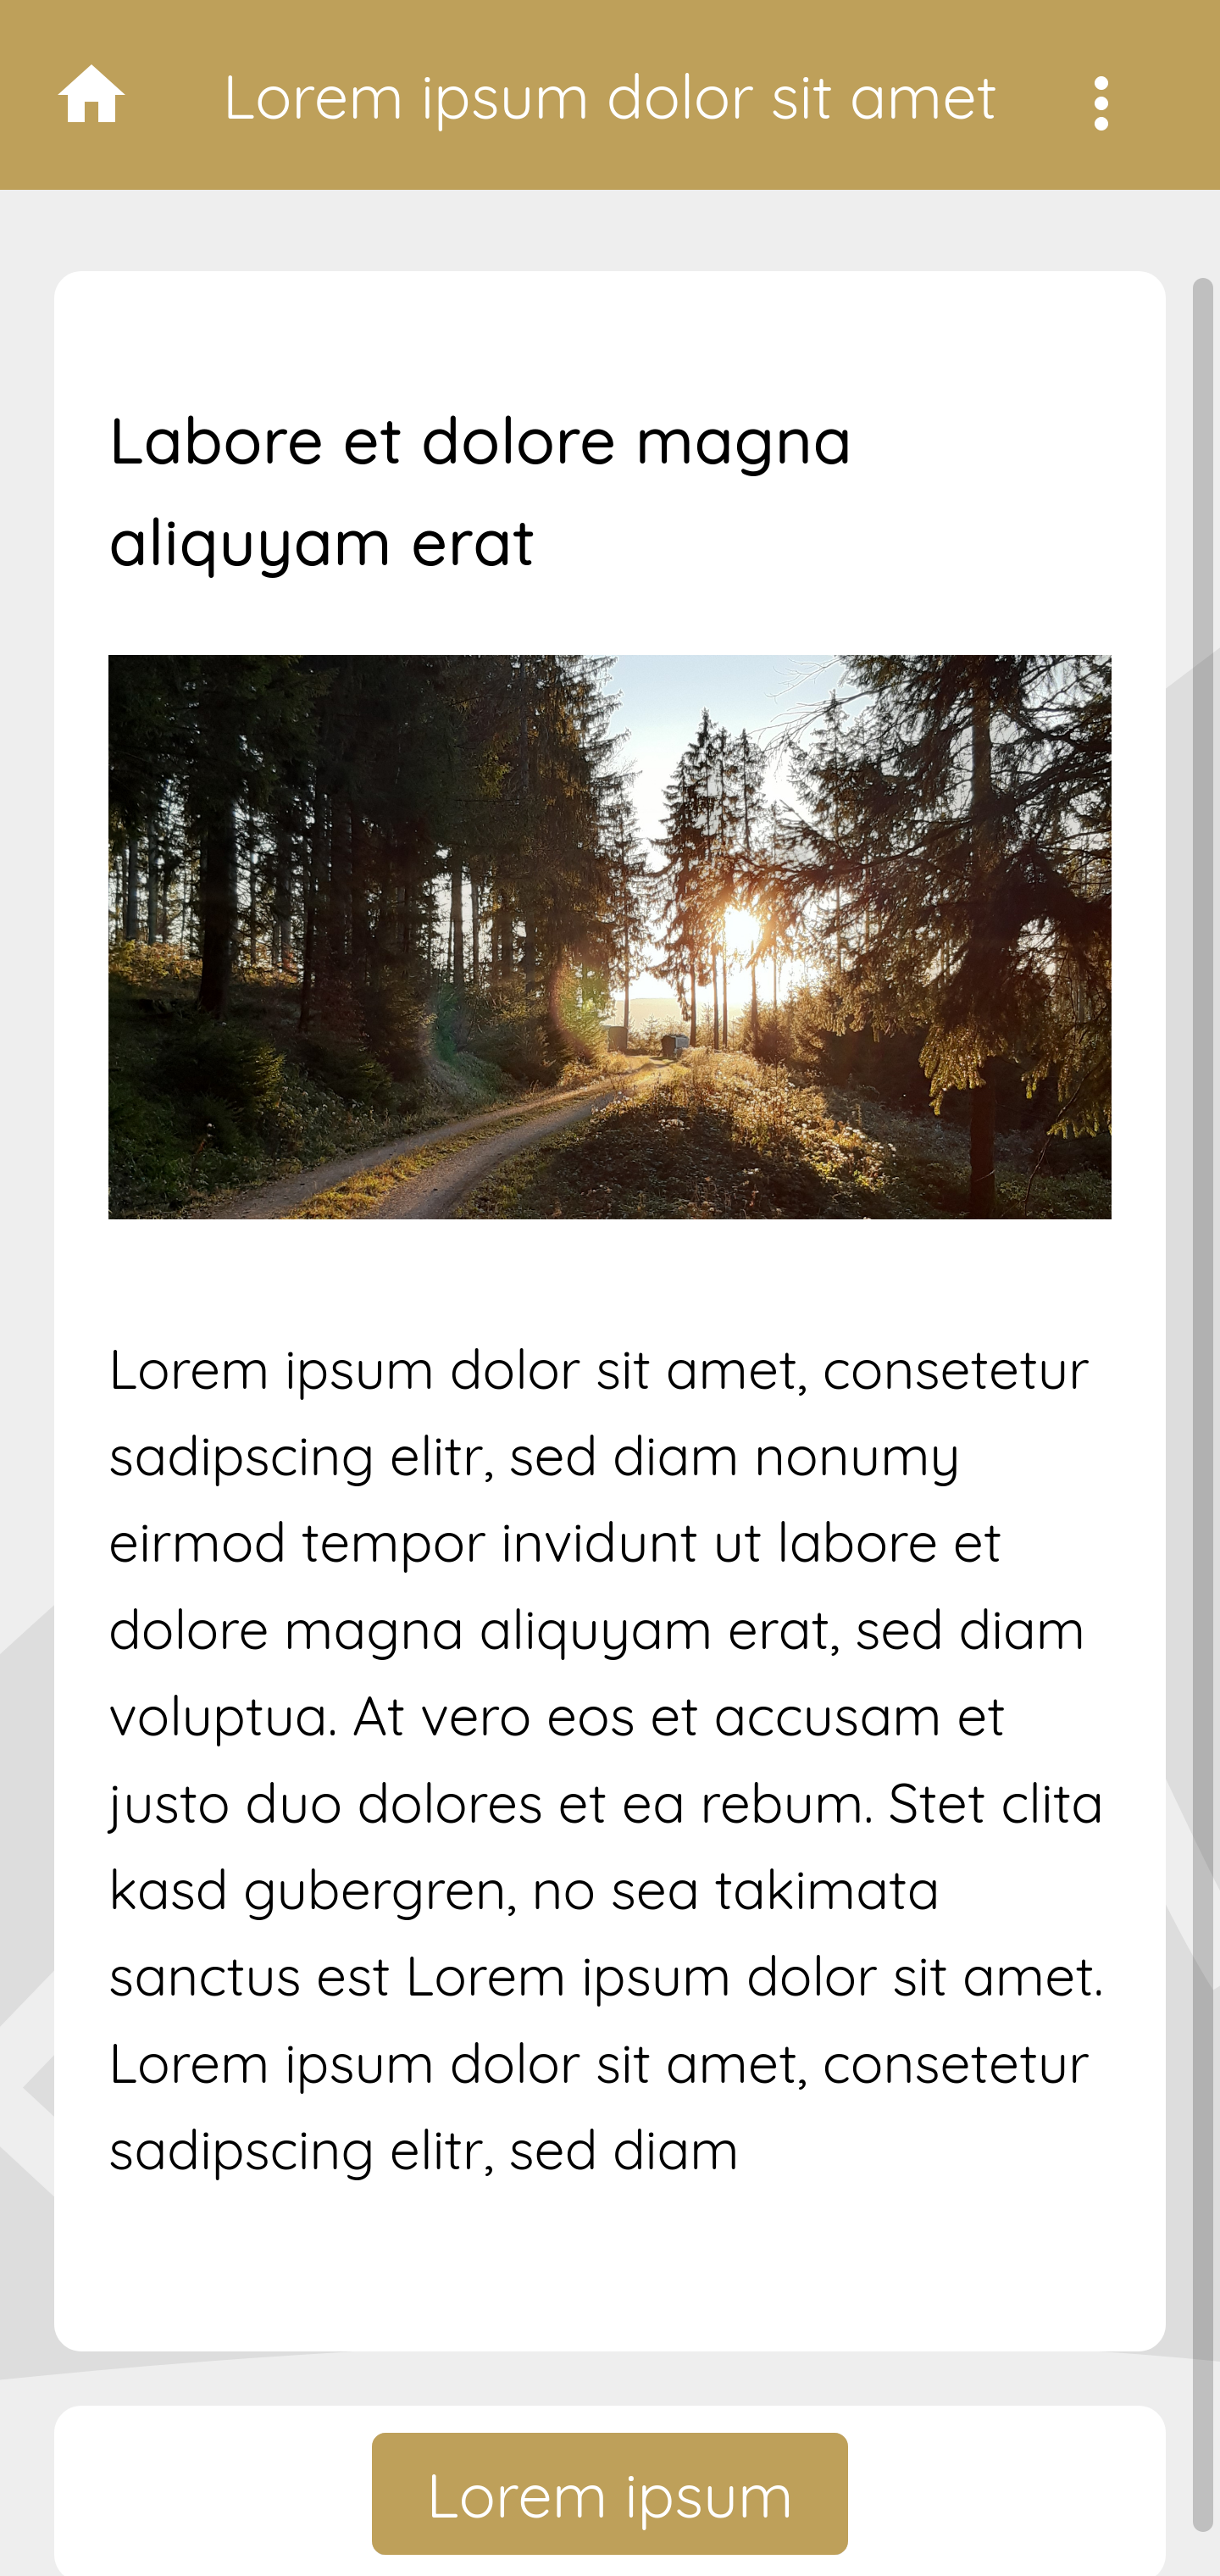 Lorem ipsum dolor sit amet
Labore et dolore magna
aliquyam erat
Lorem ipsum dolor sit amet, consetetur
sadipscing elitr, sed diam nonumy
eirmod tempor invidunt ut labore et
dolore magna aliquyam erat, sed diam
voluptua. At vero eos et accusam et
justo duo dolores et ea rebum. Stet clita
kasd gubergren, no sea takimata
sanctus est Lorem ipsum dolor sit amet.
Lorem ipsum dolor sit amet, consetetur
sadipscing elitr, sed diam
Lorem ipsum